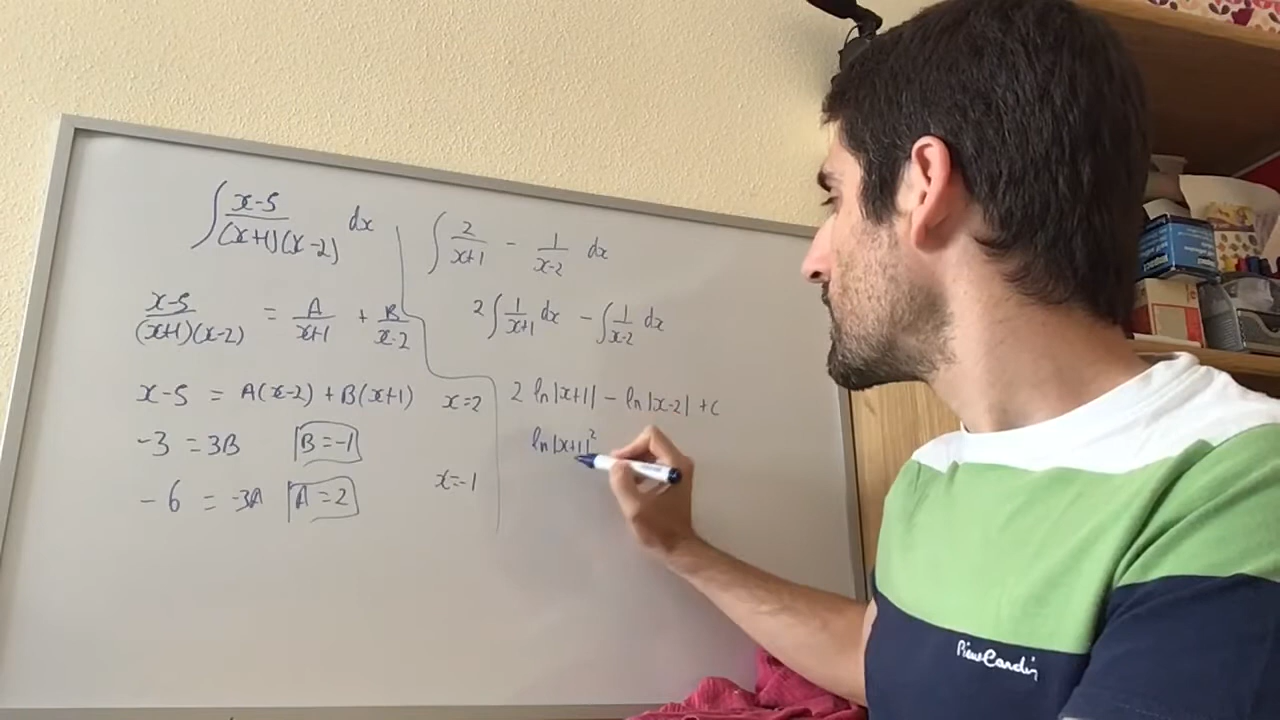 ∫ x-5 / (x+1)(x-2) dx
x-5 / (x+1)(x-2) = A / x+1 + B / x-2
x-5 = A(x-2) + B(x+1) x=2
-3 = 3B B=-1
-6 = -3A A=2 x=-1
∫ 2 / x+1 - 1 / x-2 dx
2 ∫ 1 / x+1 dx - ∫ 1 / x-2 dx
2 ln|x+1| - ln|x-2| + c
ln|x+1|²
Pierre Cardin